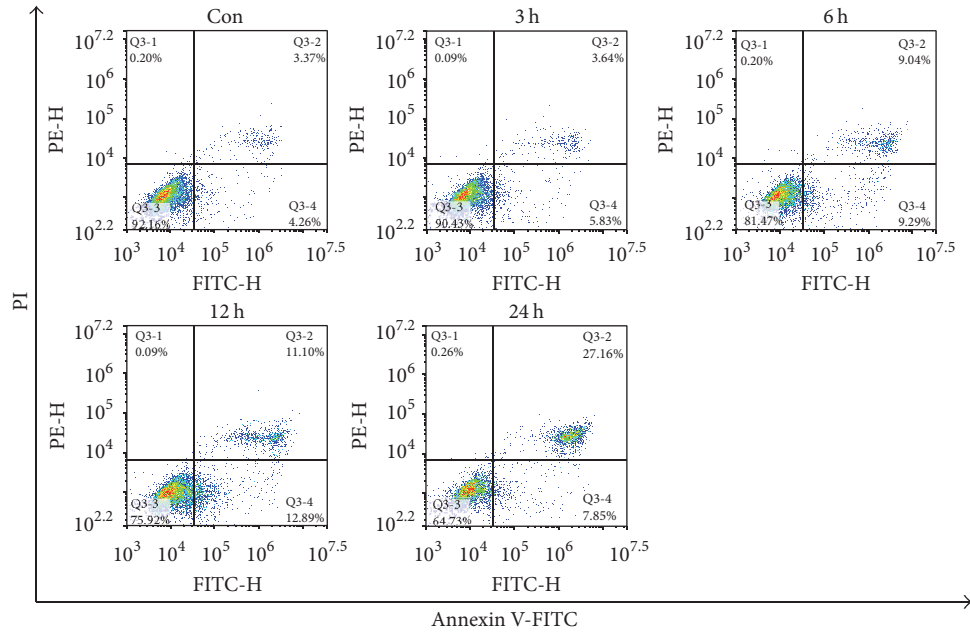 Con
Q3-1
0.20%
Q3-2
3.37%
Q3-3
92.16%
Q3-4
4.26%
10^7.2
10^6
10^5
10^4
10^2.2
PE-H
10^3 10^4 10^5 10^6 10^7.5
FITC-H
3 h
Q3-1
0.09%
Q3-2
3.64%
Q3-3
90.43%
Q3-4
5.83%
10^7.2
10^6
10^5
10^4
10^2.2
PE-H
10^3 10^4 10^5 10^6 10^7.5
FITC-H
6 h
Q3-1
0.20%
Q3-2
9.04%
Q3-3
81.47%
Q3-4
9.29%
10^7.2
10^6
10^5
10^4
10^2.2
PE-H
10^3 10^4 10^5 10^6 10^7.5
FITC-H
PI
12 h
Q3-1
0.09%
Q3-2
11.10%
Q3-3
75.92%
Q3-4
12.89%
10^7.2
10^6
10^5
10^4
10^2.2
PE-H
10^3 10^4 10^5 10^6 10^7.5
FITC-H
24 h
Q3-1
0.26%
Q3-2
27.16%
Q3-3
64.73%
Q3-4
7.85%
10^7.2
10^6
10^5
10^4
10^2.2
PE-H
10^3 10^4 10^5 10^6 10^7.5
FITC-H
Annexin V-FITC